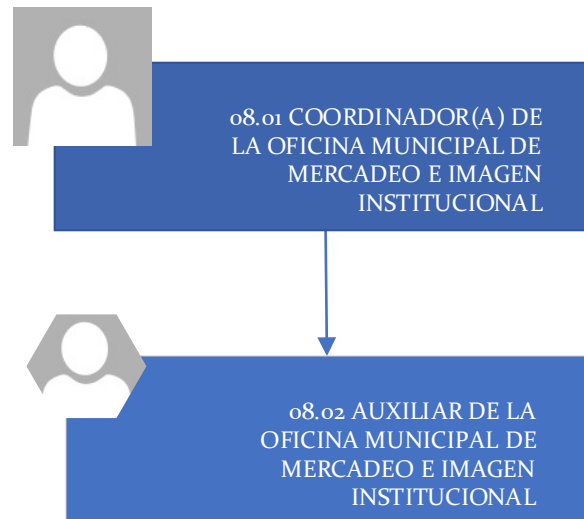 08.01 COORDINADOR(A) DE
LA OFICINA MUNICIPAL DE
MERCADEO E IMAGEN
INSTITUCIONAL
08.02 AUXILIAR DE LA
OFICINA MUNICIPAL DE
MERCADEO E IMAGEN
INSTITUCIONAL